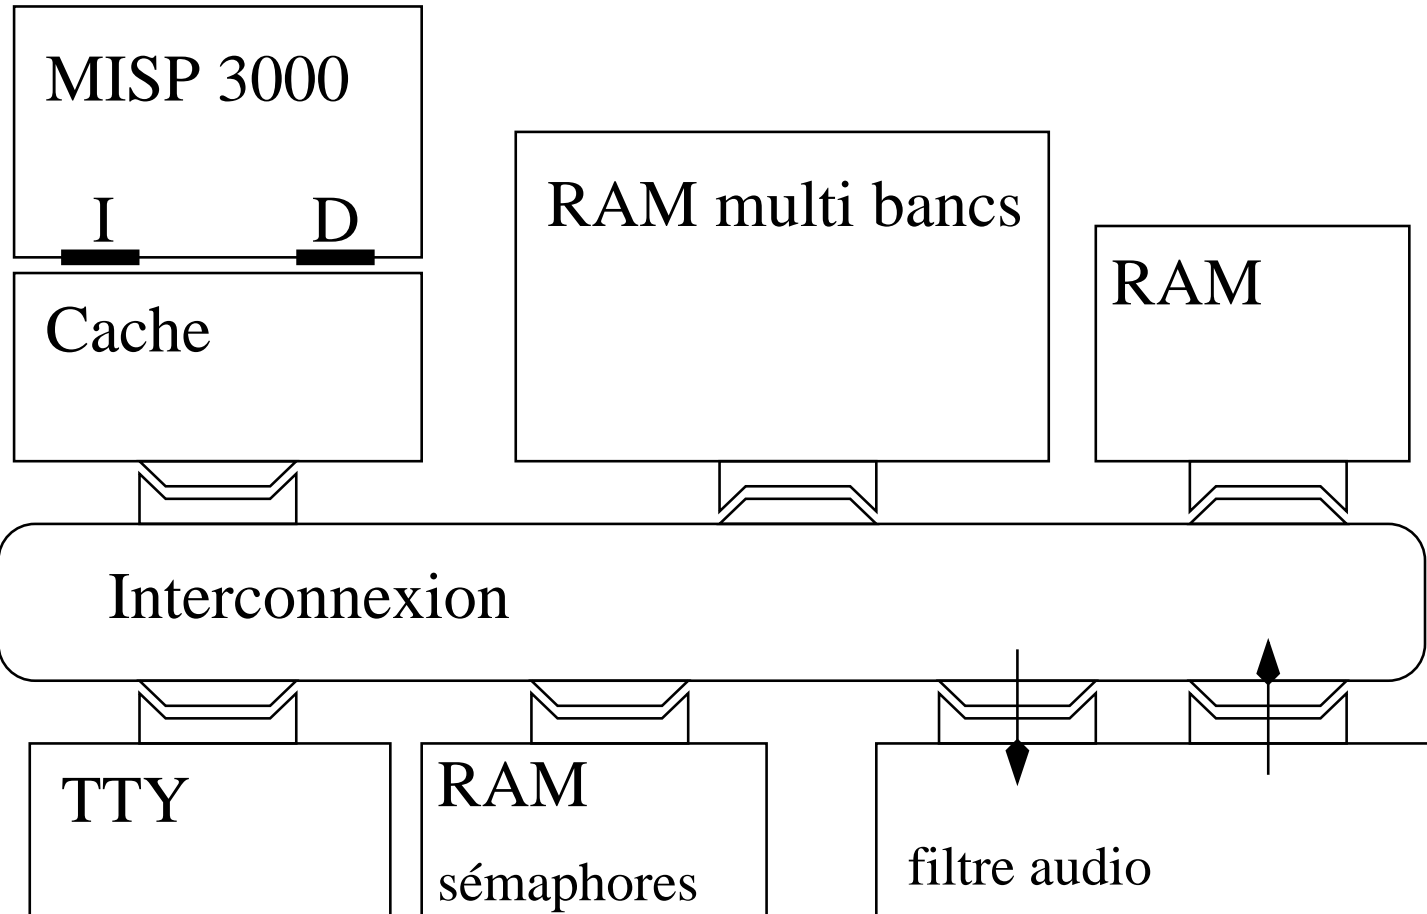 MISP 3000
I D
Cache
RAM multi bancs
RAM
Interconnexion
TTY
RAM
sémaphores
filtre audio